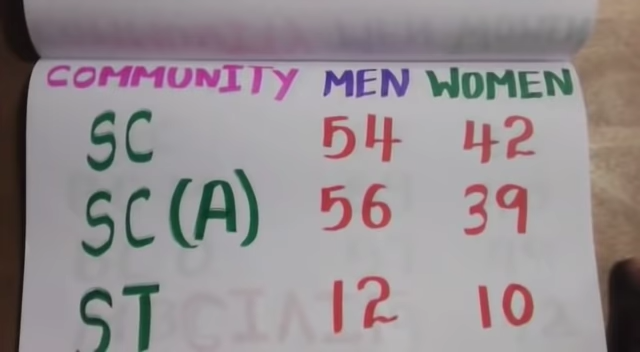 COMMUNITY MEN WOMEN
SC 54 42
SC (A) 56 39
ST 12 10